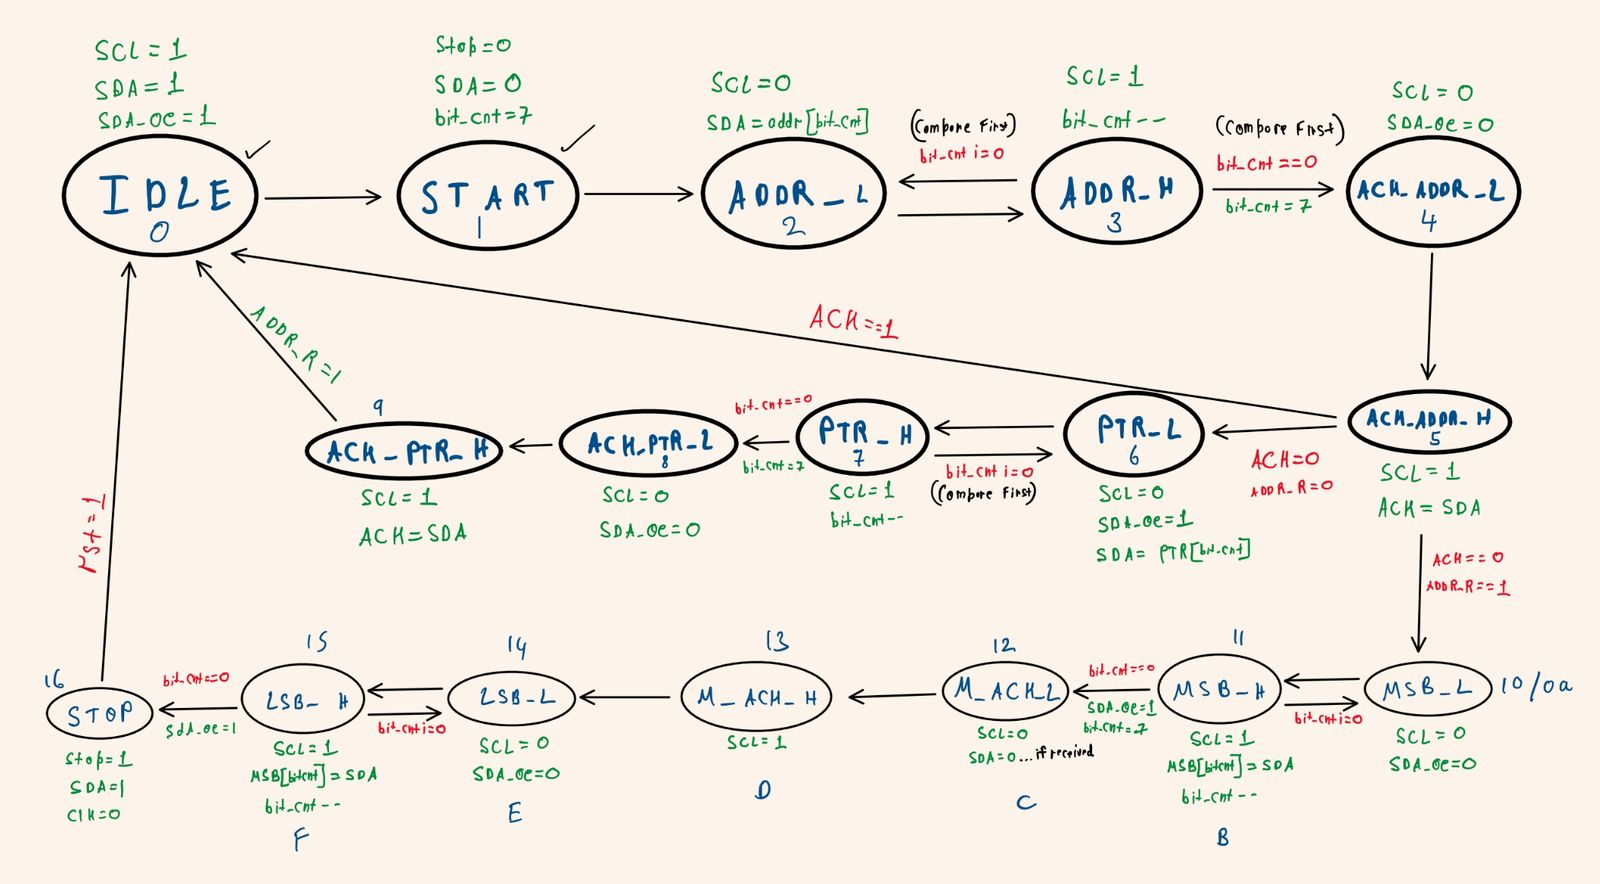 SCL = 1
SDA = 1
SDA_OE = 1
IDLE
0
Stop=0
SDA = 0
bit_cnt=7
START
1
SCL=0
SDA=addr[bit_cnt]
ADDR_L
2
(Compare First)
bit_cnt i=0
SCL= 1
bit_cnt--
ADDR_H
3
(Compare First)
bit_cnt ==0
bit_cnt = 7
SCL = 0
SDA_OE=0
ACK_ADDR_L
4
ADDR_R=1
ACK==1
rst=1
9
ACK_PTR_H
SCL= 1
ACK=SDA
ACK_PTR_L
8
SCL= 0
SDA_OE=0
bit_cnt==0
bit_cnt=7
PTR_H
7
SCL= 1
bit_cnt--
bit_cnt i=0
(Compare First)
PTR_L
6
SCL=0
SDA_OE=1
SDA= PTR[bit_cnt]
ACK=0
ADDR_R=0
ACK_ADDR_H
5
SCL= 1
ACK= SDA
ACK==0
ADDR_R==1
16
STOP
Stop=1
SDA=1
Clk=0
bit_cnt==0
SdA_OE=1
15
LSB_H
SCL= 1
MSB[bitcnt]=SDA
bit_cnt--
F
bit_cnt i=0
14
LSB_L
SCL= 0
SDA_OE=0
E
13
M_ACK_H
SCL= 1
D
12
M_ACK_L
SCL=0
SDA=0...if received
C
bit_cnt==0
SDA_OE=1
bit_cnt=7
11
MSB_H
SCL= 1
MSB[bitcnt]=SDA
bit_cnt--
B
bit_cnt i=0
MSB_L
10/0a
SCL= 0
SDA_OE=0